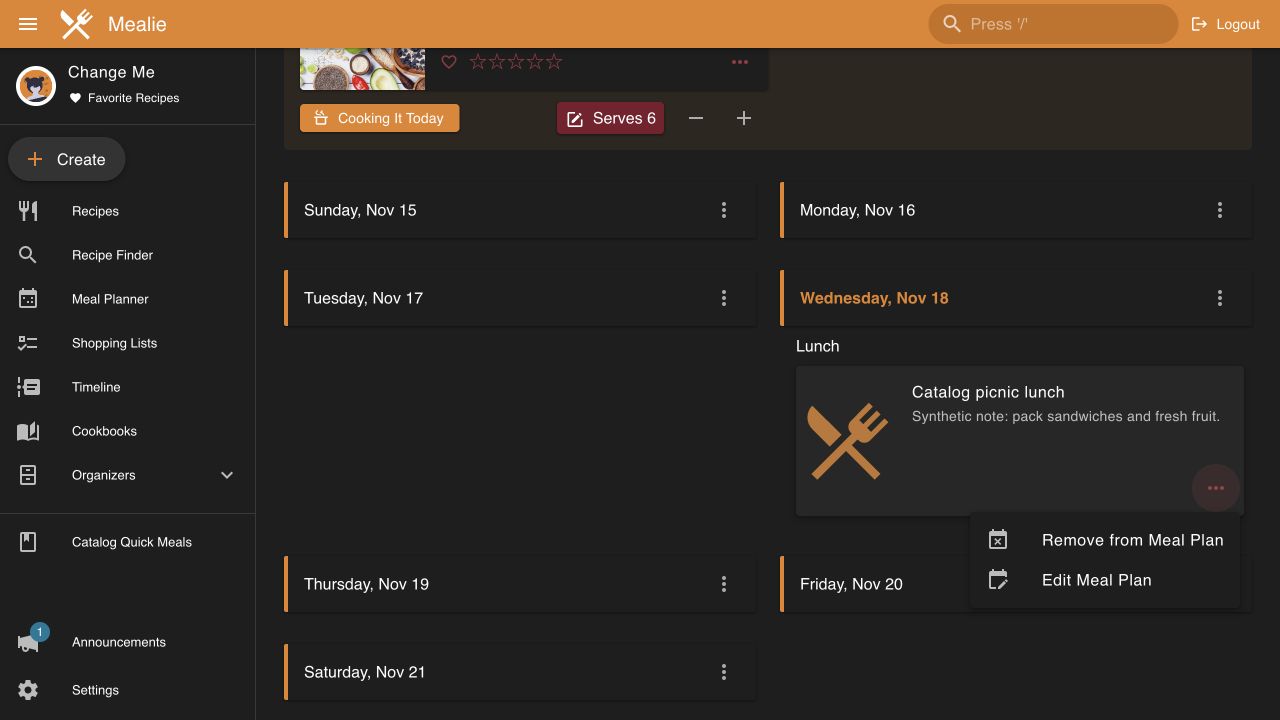 Mealie
Press '/'
Logout
Change Me
Favorite Recipes
Create
Recipes
Recipe Finder
Meal Planner
Shopping Lists
Timeline
Cookbooks
Organizers
Catalog Quick Meals
1
Announcements
Settings
Cooking It Today
Serves 6
Sunday, Nov 15
Monday, Nov 16
Tuesday, Nov 17
Wednesday, Nov 18
Lunch
Catalog picnic lunch
Synthetic note: pack sandwiches and fresh fruit.
Remove from Meal Plan
Edit Meal Plan
Thursday, Nov 19
Friday, Nov 20
Saturday, Nov 21